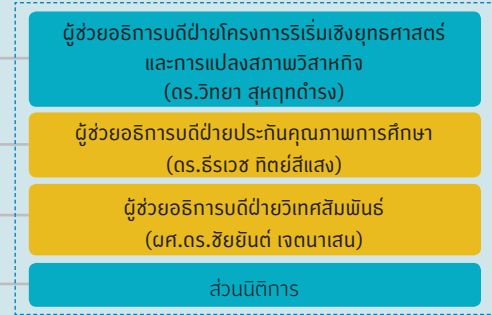 ผู้ช่วยอธิการบดีฝ่ายโครงการริเริ่มเชิงยุทธศาสตร์
และการแปลงสภาพวิสาหกิจ
(ดร.วิทยา สุหฤทดำรง)
ผู้ช่วยอธิการบดีฝ่ายประกันคุณภาพการศึกษา
(ดร.ธีรเวช ทิตย์สีแสง)
ผู้ช่วยอธิการบดีฝ่ายวิเทศสัมพันธ์
(ผศ.ดร.ชัยยันต์ เจตนาเสน)
ส่วนนิติการ